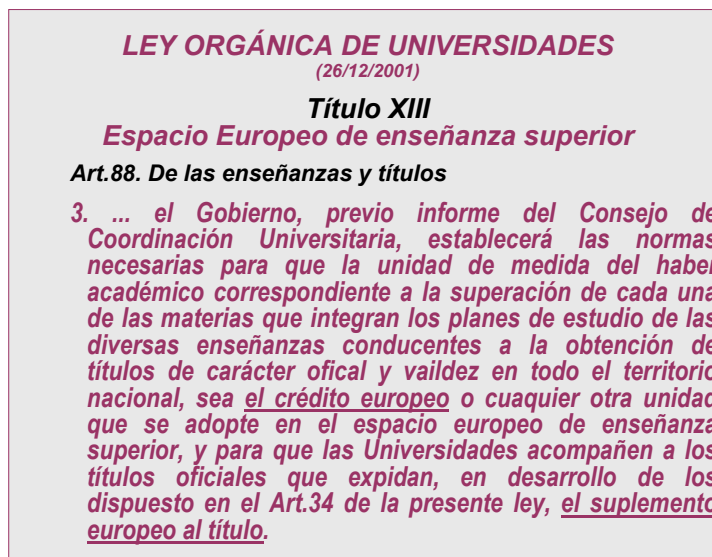 LEY ORGÁNICA DE UNIVERSIDADES
(26/12/2001)
Título XIII
Espacio Europeo de enseñanza superior
Art.88. De las enseñanzas y títulos
3. ... el Gobierno, previo informe del Consejo de
Coordinación Universitaria, establecerá las normas
necesarias para que la unidad de medida del haber
académico correspondiente a la superación de cada una
de las materias que integran los planes de estudio de las
diversas enseñanzas conducentes a la obtención de
títulos de carácter ofical y vaildez en todo el territorio
nacional, sea el crédito europeo o cuaquier otra unidad
que se adopte en el espacio europeo de enseñanza
superior, y para que las Universidades acompañen a los
títulos oficiales que expidan, en desarrollo de los
dispuesto en el Art.34 de la presente ley, el suplemento
europeo al título.